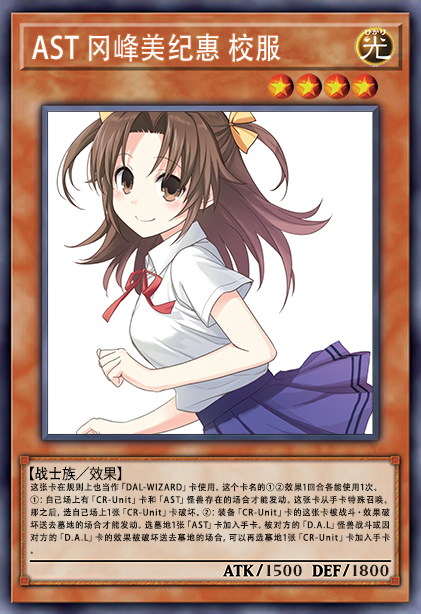 AST 冈峰美纪惠 校服
ひかり
光
【战士族／效果】
这张卡在规则上也当作「DAL-WIZARD」卡使用。这个卡名的①②效果1回合各能使用1次。
①：自己场上有「CR-Unit」卡和「AST」怪兽存在的场合才能发动。这张卡从手卡特殊召唤。
那之后，选自己场上1张「CR-Unit」卡破坏。②：装备「CR-Unit」卡的这张卡被战斗·效果破
坏送去墓地的场合才能发动。选墓地1张「AST」卡加入手卡。被对方的「D.A.L」怪兽战斗或因
对方的「D.A.L」卡的效果被破坏送去墓地的场合，可以再选墓地1张「CR-Unit」卡加入手卡
。
ATK/1500 DEF/1800